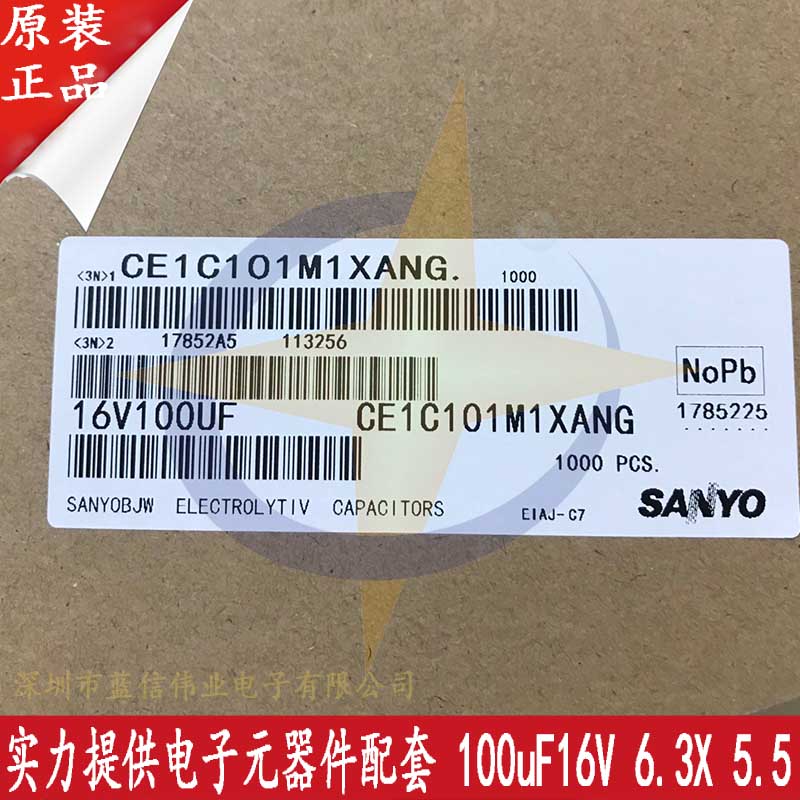 原装
正品
<3N>1 CE1C101M1XANG. 1000
<3N>2 17852A5 113256
NoPb
16V100UF CE1C101M1XANG 1785225
1000 PCS.
SANYOBJW ELECTROLYTIV CAPACITORS EIAJ-C7 SANYO
深圳市蓝信伟业电子有限公司
实力提供电子元器件配套 100uF16V 6.3X 5.5